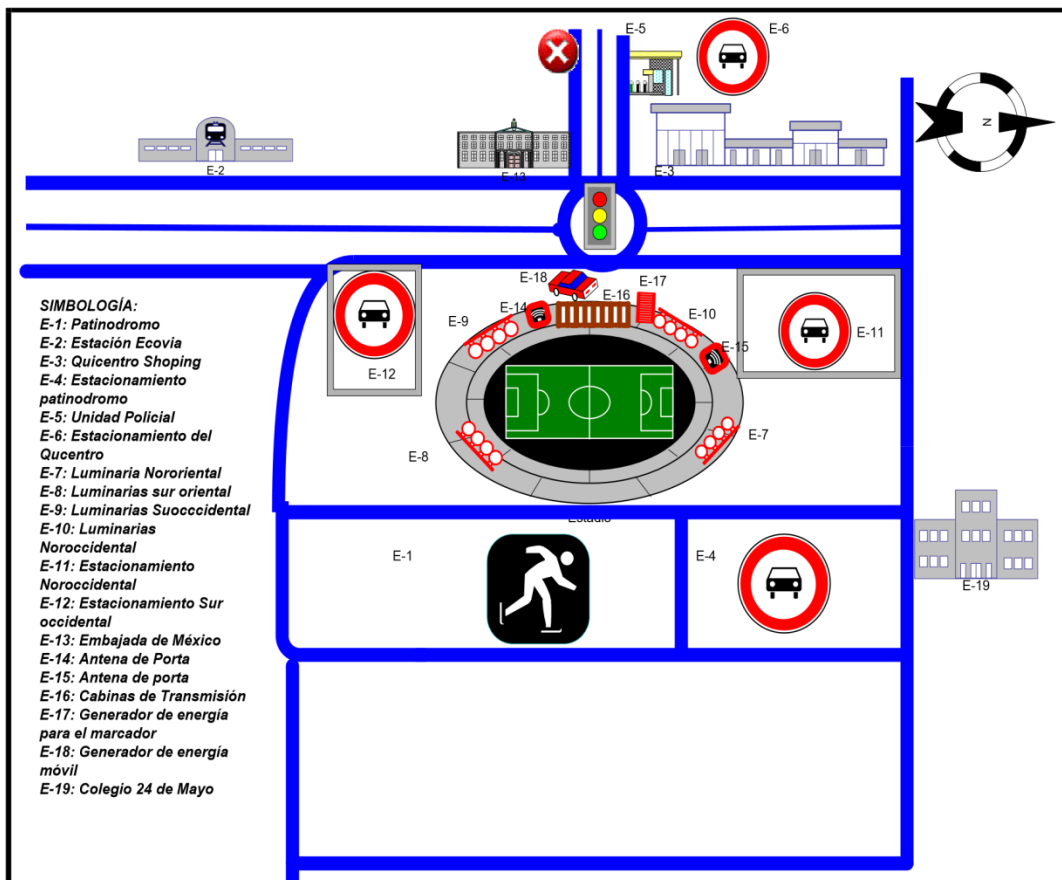 E-5
E-6
E-2
E-13
E-3
N
E-18
E-17
E-14
E-16
E-9
E-10
E-15
E-11
E-12
E-7
E-8
Estadio
E-1
E-4
E-19
SIMBOLOGÍA:
E-1: Patinodromo
E-2: Estación Ecovia
E-3: Quicentro Shoping
E-4: Estacionamiento
patinodromo
E-5: Unidad Policial
E-6: Estacionamiento del
Qucentro
E-7: Luminaria Nororiental
E-8: Luminarias sur oriental
E-9: Luminarias Suocccidental
E-10: Luminarias
Noroccidental
E-11: Estacionamiento
Noroccidental
E-12: Estacionamiento Sur
occidental
E-13: Embajada de México
E-14: Antena de Porta
E-15: Antena de porta
E-16: Cabinas de Transmisión
E-17: Generador de energía
para el marcador
E-18: Generador de energía
móvil
E-19: Colegio 24 de Mayo